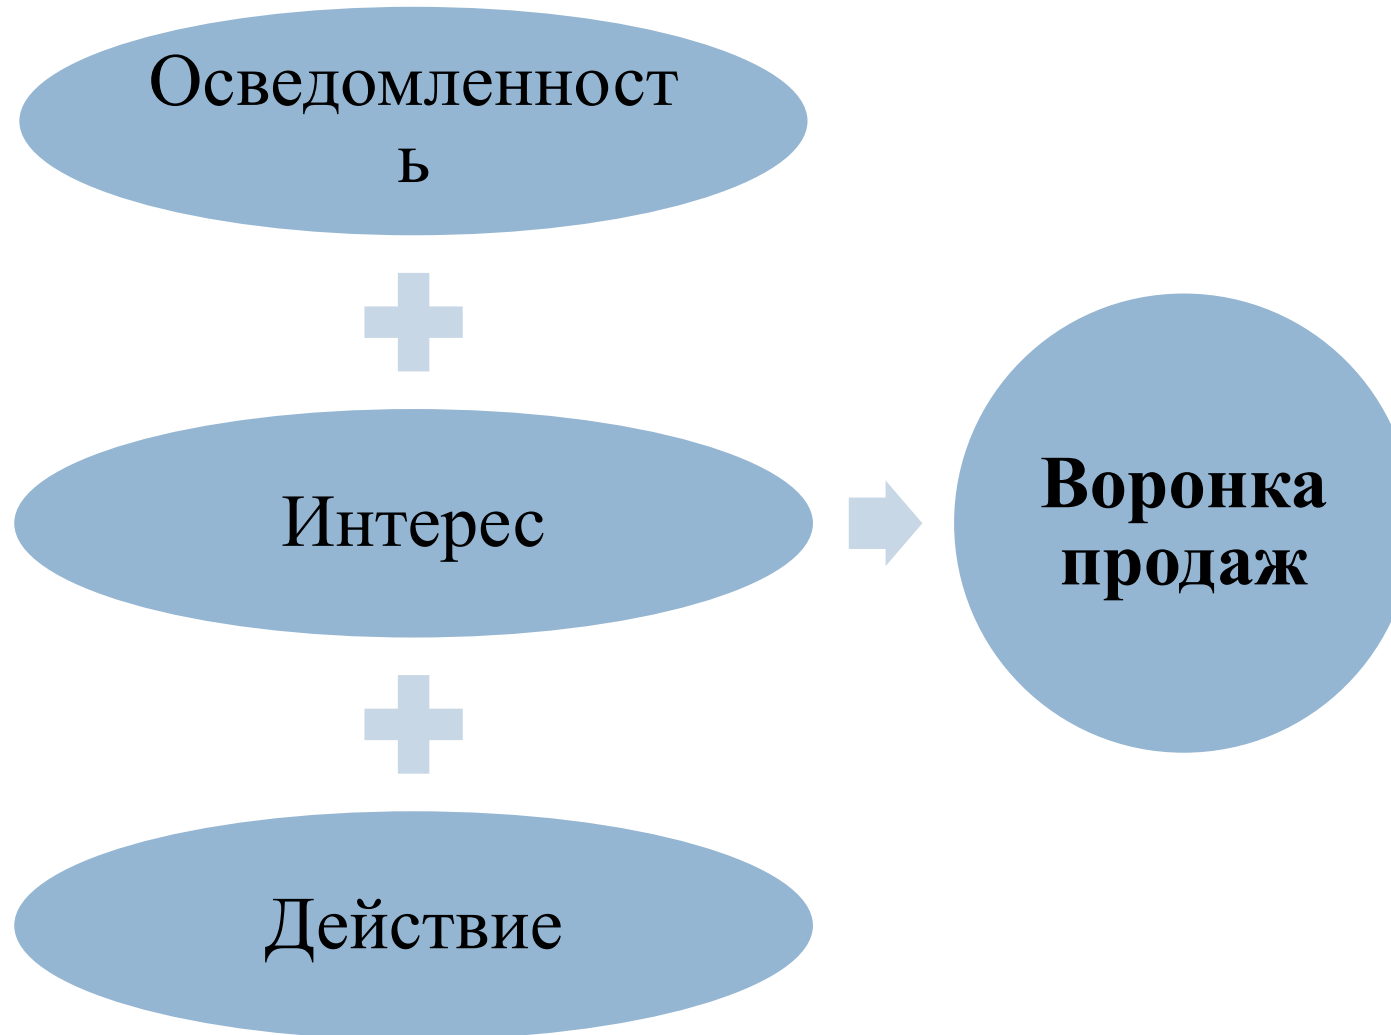 Осведомленност
ь
Интерес
Воронка
продаж
Действие